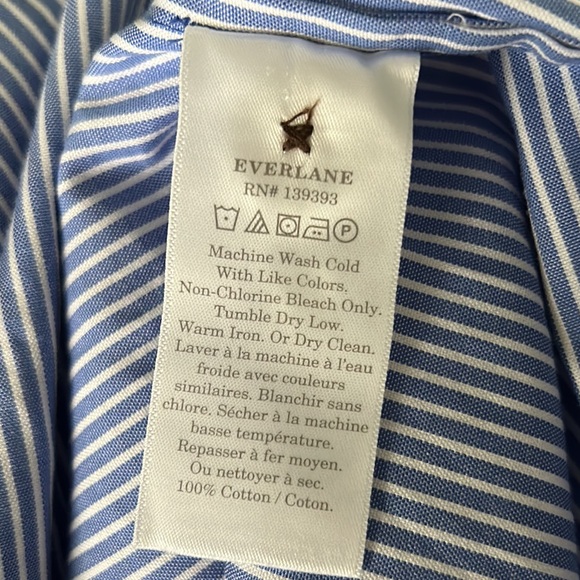 EVERLANE
RN# 139393
P
Machine Wash Cold
With Like Colors.
Non-Chlorine Bleach Only.
Tumble Dry Low.
Warm Iron. Or Dry Clean.
Laver à la machine à l'eau
froide avec couleurs
similaires. Blanchir sans
chlore. Sécher à la machine
basse température.
Repasser à fer moyen.
Ou nettoyer à sec.
100% Cotton / Coton.